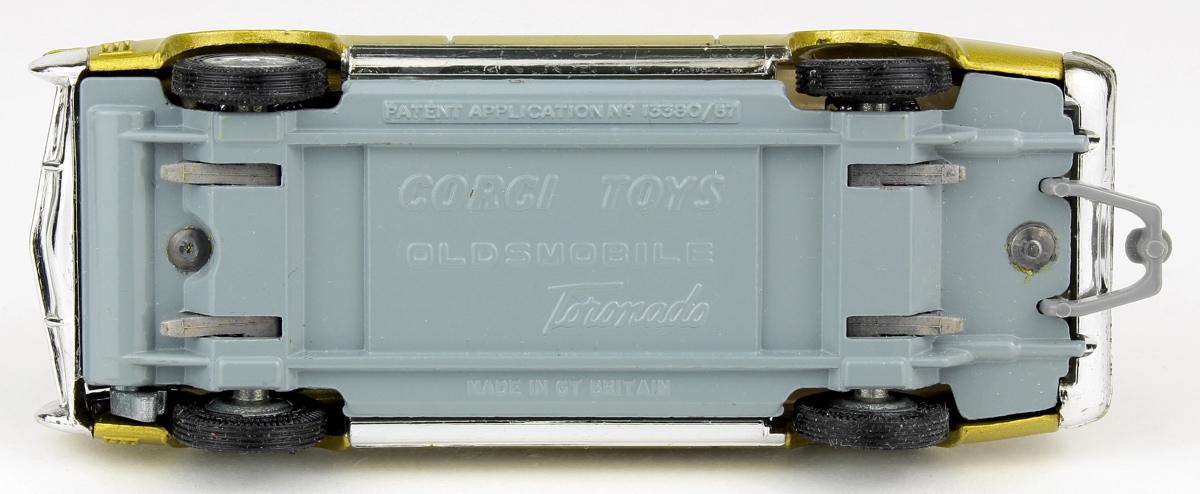 PATENT APPLICATION Nº 13380/67
CORGI TOYS
OLDSMOBILE
Toronado
MADE IN GT BRITAIN